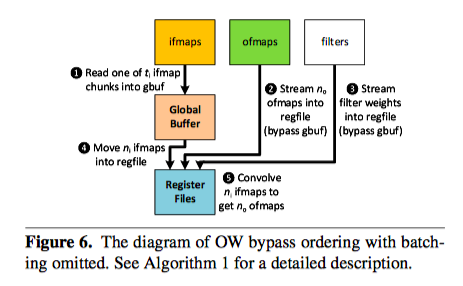 ifmaps
ofmaps
filters
❶ Read one of tᵢ ifmap
chunks into gbuf
❷ Stream nₒ
ofmaps into
regfile
(bypass gbuf)
❸ Stream
filter weights
into regfile
(bypass gbuf)
Global
Buffer
❹ Move nᵢ ifmaps
into regfile
Register
Files
❺ Convolve
nᵢ ifmaps to
get nₒ ofmaps
Figure 6. The diagram of OW bypass ordering with batch-
ing omitted. See Algorithm 1 for a detailed description.